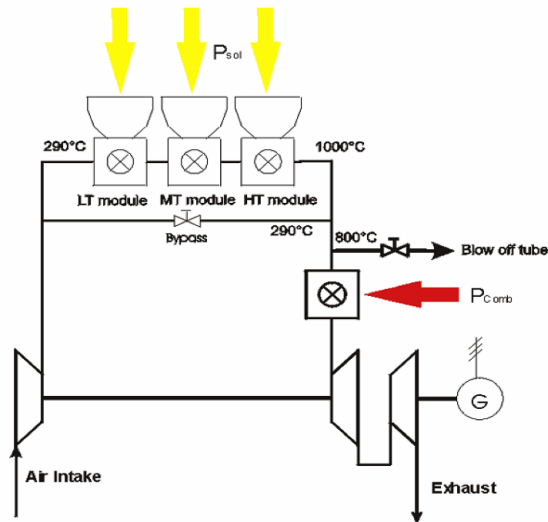 Psol
290°C
1000°C
LT module
MT module
HT module
Bypass
290°C
800°C
Blow off tube
PComb
G
Air Intake
Exhaust